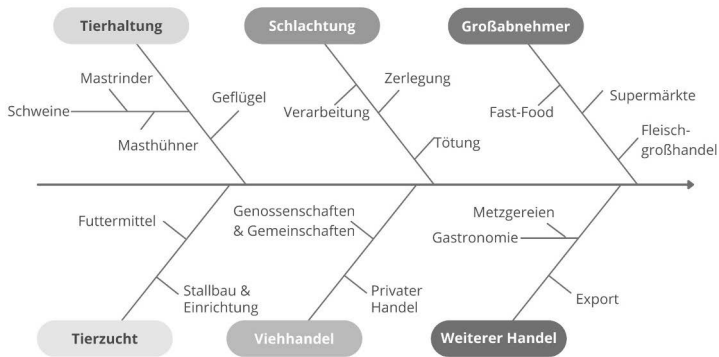 Tierhaltung
Schlachtung
Großabnehmer
Mastrinder
Schweine
Masthühner
Geflügel
Zerlegung
Verarbeitung
Tötung
Supermärkte
Fast-Food
Fleisch-
großhandel
Futtermittel
Stallbau &
Einrichtung
Genossenschaften
& Gemeinschaften
Privater
Handel
Metzgereien
Gastronomie
Export
Tierzucht
Viehhandel
Weiterer Handel